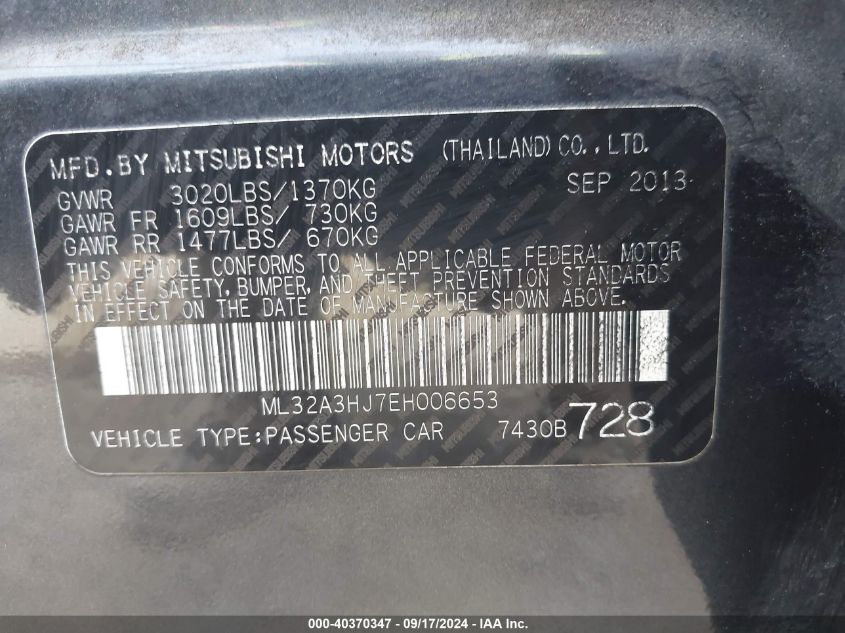 MFD.BY MITSUBISHI MOTORS (THAILAND)CO.,LTD.
GVWR 3020LBS/1370KG SEP 2013
GAWR FR 1609LBS/ 730KG
GAWR RR 1477LBS/ 670KG
THIS VEHICLE CONFORMS TO ALL APPLICABLE FEDERAL MOTOR
VEHICLE SAFETY,BUMPER,AND THEFT PREVENTION STANDARDS
IN EFFECT ON THE DATE OF MANUFACTURE SHOWN ABOVE.
ML32A3HJ7EH006653
VEHICLE TYPE:PASSENGER CAR 7430B 728
000-40370347 - 09/17/2024 - IAA Inc.